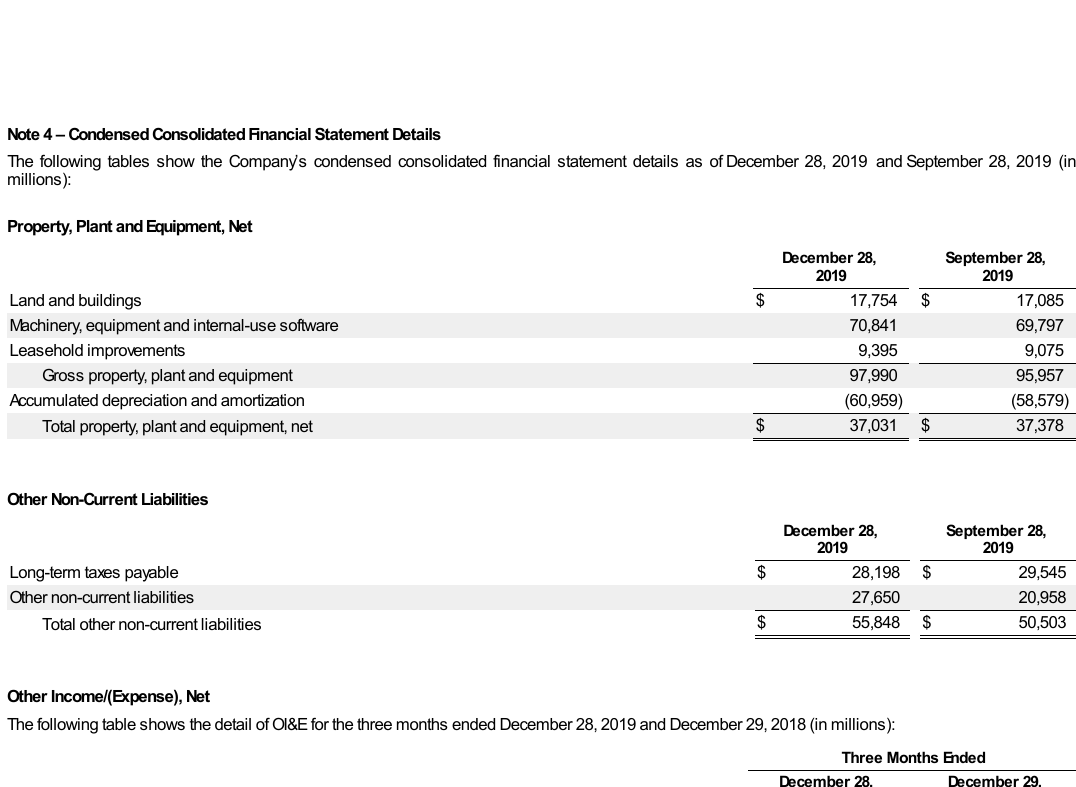 Note 4 – Condensed Consolidated Financial Statement Details
The following tables show the Company's condensed consolidated financial statement details as of December 28, 2019 and September 28, 2019 (in
millions):
Property, Plant and Equipment, Net
December 28, 2019 September 28, 2019
Land and buildings $ 17,754 $ 17,085
Machinery, equipment and internal-use software 70,841 69,797
Leasehold improvements 9,395 9,075
Gross property, plant and equipment 97,990 95,957
Accumulated depreciation and amortization (60,959) (58,579)
Total property, plant and equipment, net $ 37,031 $ 37,378
Other Non-Current Liabilities
December 28, 2019 September 28, 2019
Long-term taxes payable $ 28,198 $ 29,545
Other non-current liabilities 27,650 20,958
Total other non-current liabilities $ 55,848 $ 50,503
Other Income/(Expense), Net
The following table shows the detail of OI&E for the three months ended December 28, 2019 and December 29, 2018 (in millions):
Three Months Ended
December 28, December 29,